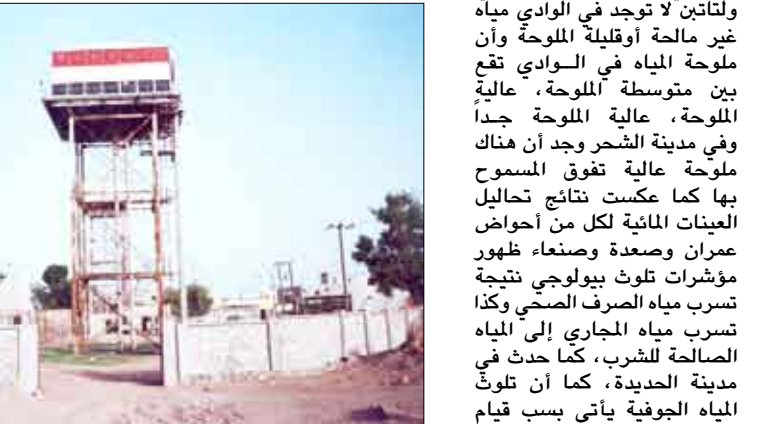 ولتاتبن لا توجد في الوادي مياه
غير مالحة أوقليلة الملوحة وأن
ملوحة المياه في الــوادي تقع
بين متوسطة الملوحة، عالية
الملوحة، عالية الملوحة جـداً
وفي مدينة الشحر وجد أن هناك
ملوحة عالية تفوق المسموح
بها كما عكست نتائج تحاليل
العينات المائية لكل من أحواض
عمران وصعدة وصنعاء ظهور
مؤشرات تلوث بيولوجي نتيجة
تسرب مياه الصرف الصحي وكذا
تسرب مياه المجاري إلى المياه
الصالحة للشرب، كما حدث في
مدينة الحديدة، كما أن تلوث
المياه الجوفية يأتي بسب قيام